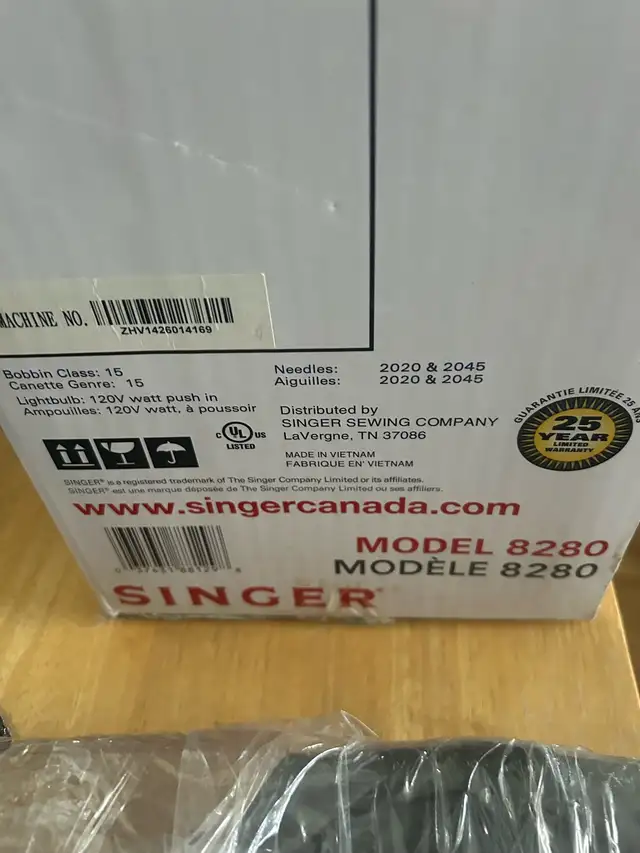 MACHINE NO.
ZHV1426014169
Bobbin Class: 15
Canette Genre: 15
Lightbulb: 120V watt push in
Ampouilles: 120V watt, à poussoir
Needles: 2020 & 2045
Aiguilles: 2020 & 2045
C UL US
LISTED
Distributed by
SINGER SEWING COMPANY
LaVergne, TN 37086
MADE IN VIETNAM
FABRIQUE EN' VIETNAM
GUARANTIE LIMITÉE 25 ANS
25
YEAR
LIMITED
WARRANTY
SINGER® is a registered trademark of The Singer Company Limited or its affiliates.
SINGER® est une marque déposée de The Singer Company Limited ou ses affiliers.
www.singercanada.com
MODEL 8280
MODÈLE 8280
SINGER®